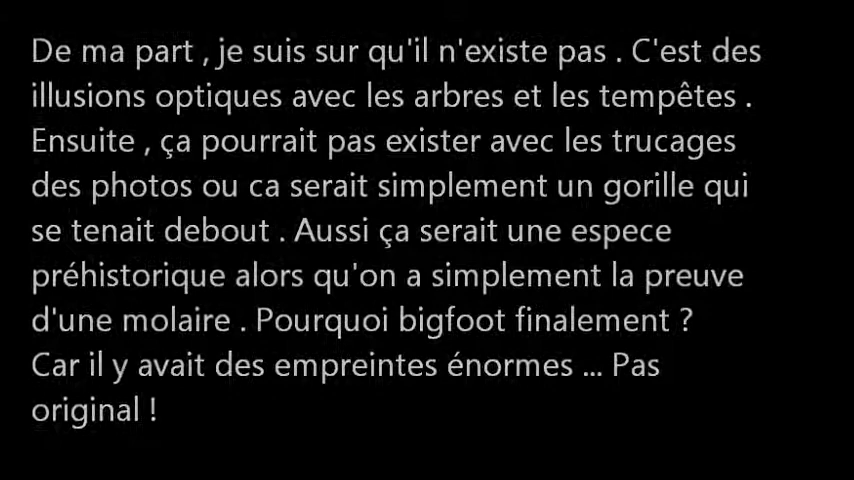 De ma part , je suis sur qu'il n'existe pas . C'est des
illusions optiques avec les arbres et les tempêtes .
Ensuite , ça pourrait pas exister avec les trucages
des photos ou ca serait simplement un gorille qui
se tenait debout . Aussi ça serait une espece
préhistorique alors qu'on a simplement la preuve
d'une molaire . Pourquoi bigfoot finalement ?
Car il y avait des empreintes énormes ... Pas
original !